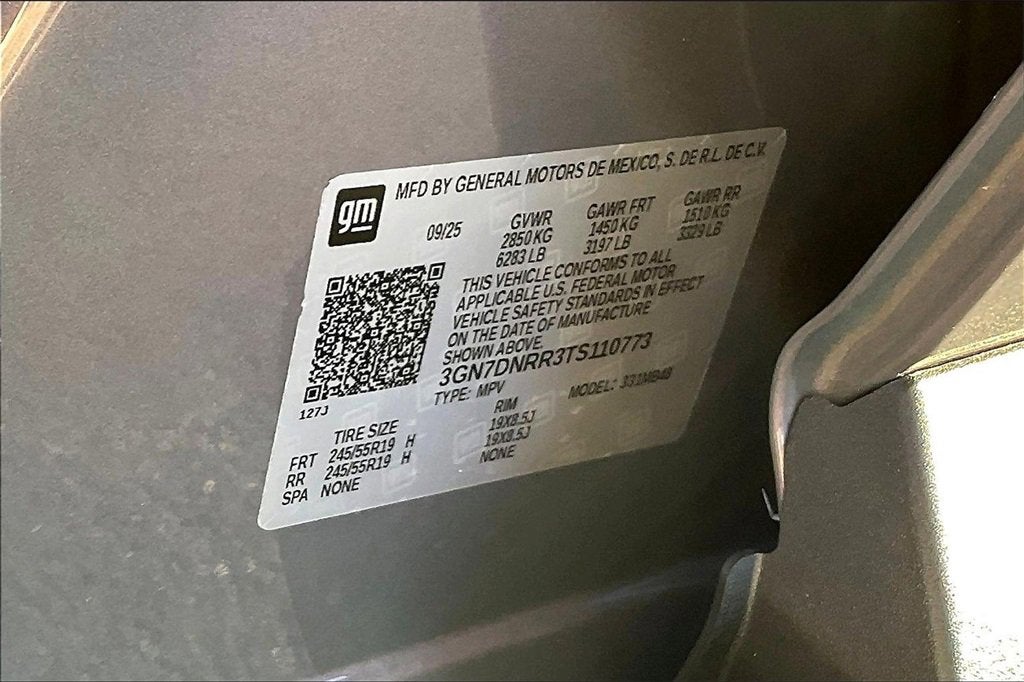 gm
MFD BY GENERAL MOTORS DE MEXICO, S. DE R.L. DE C.V.
09/25 GVWR GAWR FRT GAWR RR
2850 KG 1450 KG 1510 KG
6283 LB 3197 LB 3329 LB
THIS VEHICLE CONFORMS TO ALL
APPLICABLE U.S. FEDERAL MOTOR
VEHICLE SAFETY STANDARDS IN EFFECT
ON THE DATE OF MANUFACTURE
SHOWN ABOVE.
3GN7DNRR3TS110773
TYPE: MPV MODEL: 331MB48
127J
TIRE SIZE RIM
FRT 245/55R19 H 19X8.5J
RR 245/55R19 H 19X8.5J
SPA NONE NONE